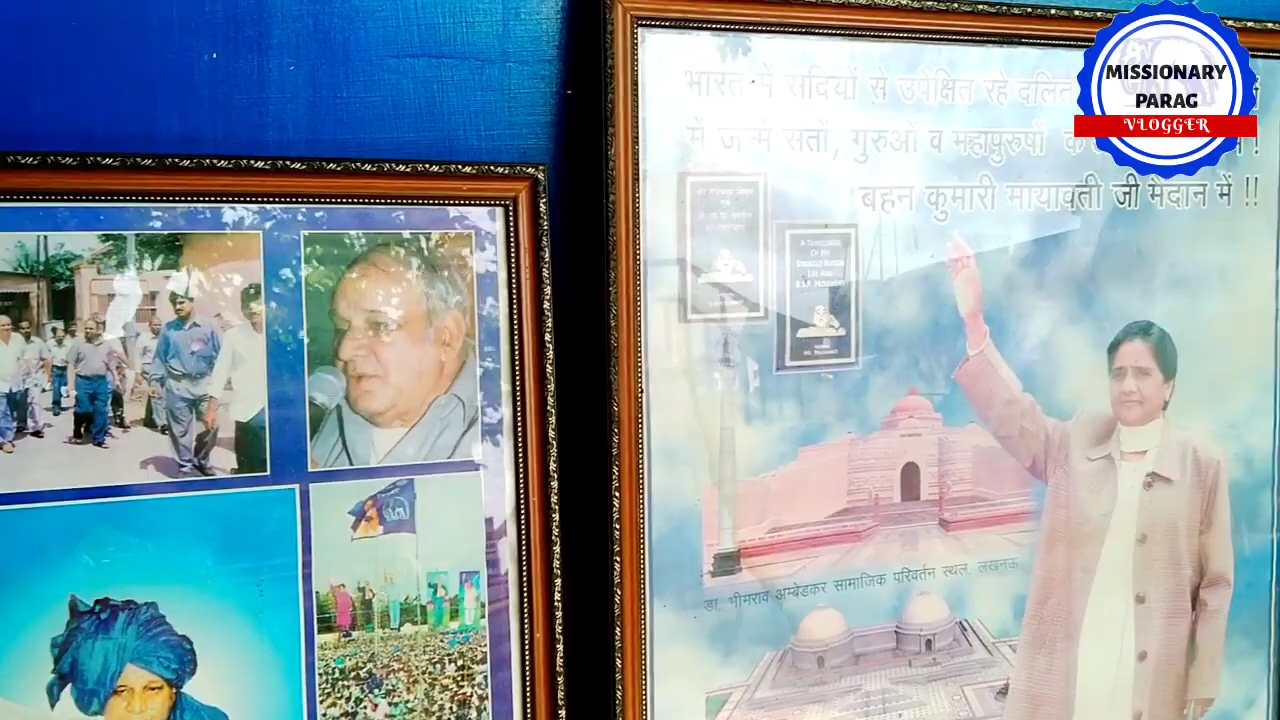 MISSIONARY
PARAG
VLOGGER
भारत में सदियों से उपेक्षित रहे दलित
में जन्मे संतों, गुरुओं व महापुरुषों
बहन कुमारी मायावती जी मैदान में !!
A TRAVELOGUE
OF MY
STRUGGLE-RIDDEN
LIFE AND
B.S.P. MOVEMENT
डा. भीमराव अम्बेडकर सामाजिक परिवर्तन स्थल, लखनऊ